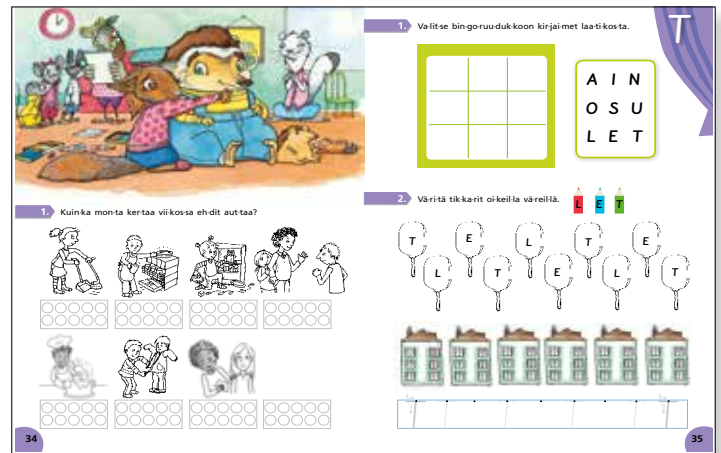 1. Kuin·ka mon·ta ker·taa vii·kos·sa eh·dit aut·taa?
34
T
1. Va·lit·se bin·go·ruu·duk·koon kir·jai·met laa·ti·kos·ta.
A I N
O S U
L E T
2. Vä·ri·tä tik·ka·rit oi·keil·la vä·reil·lä.
L E T
T E L T E
L T E L T
35